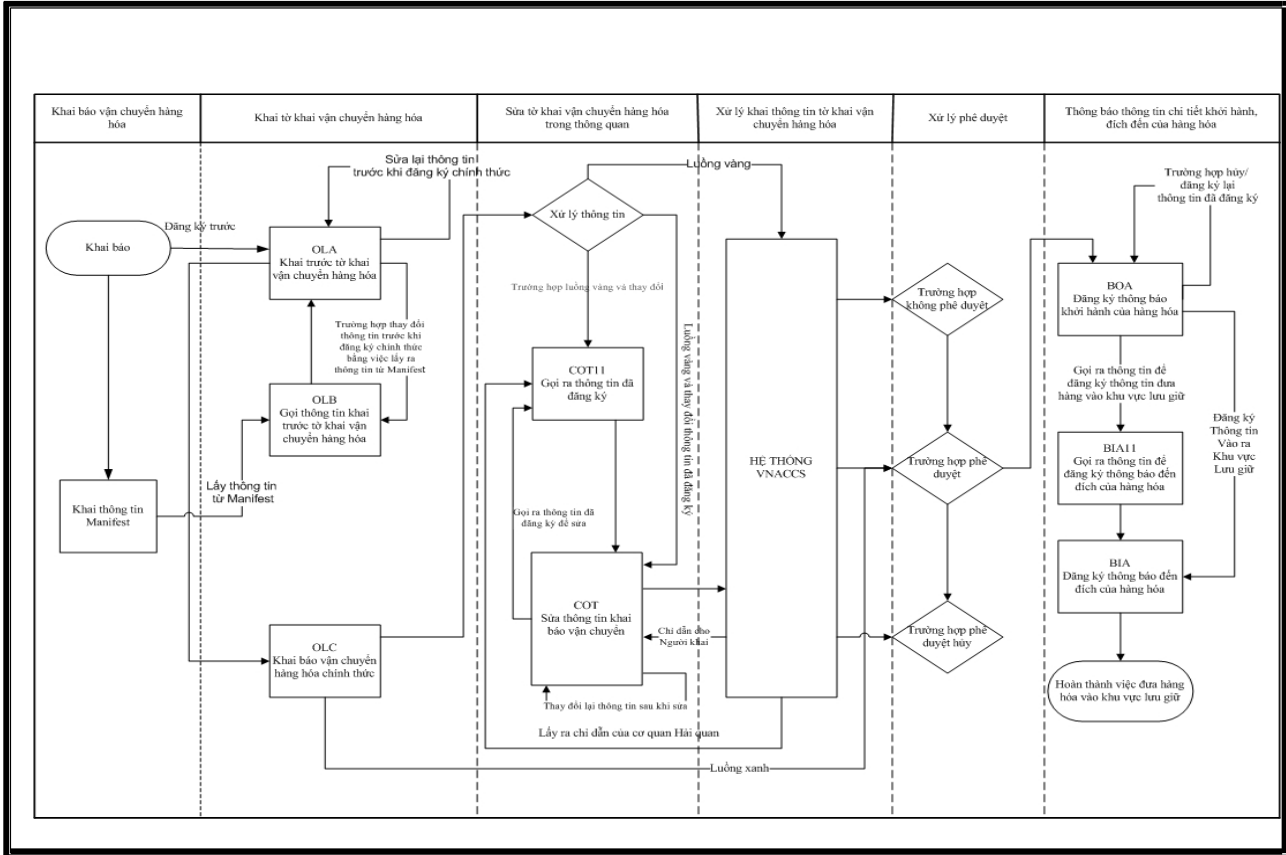 Khai báo vận chuyển hàng
hóa
Khai tờ khai vận chuyển hàng hóa
Sửa tờ khai vận chuyển hàng hóa
trong thông quan
Xử lý khai thông tin tờ khai vận
chuyển hàng hóa
Xử lý phê duyệt
Thông báo thông tin chi tiết khởi hành,
đích đến của hàng hóa
Khai báo
Đăng ký trước
Khai thông tin
Manifest
Sửa lại thông tin
trước khi đăng ký chính thức
OLA
Khai trước tờ khai
vận chuyển hàng hóa
Trường hợp thay đổi
thông tin trước khi
đăng ký chính thức
bằng việc lấy ra
thông tin từ Manifest
OLB
Gọi thông tin khai
trước tờ khai vận
chuyển hàng hóa
Lấy thông tin
từ Manifest
OLC
Khai báo vận chuyển
hàng hóa chính thức
Xử lý thông tin
Luồng vàng
Trường hợp luồng vàng và thay đổi
Luồng vàng và thay đổi thông tin đã đăng ký
COT11
Gọi ra thông tin đã
đăng ký
Gọi ra thông tin đã
đăng ký để sửa
COT
Sửa thông tin khai
báo vận chuyển
Chỉ dẫn cho
Người khai
Thay đổi lại thông tin sau khi sửa
Lấy ra chỉ dẫn của cơ quan Hải quan
Luồng xanh
HỆ THỐNG
VNACCS
Trường hợp
không phê duyệt
Trường hợp phê
duyệt
Trường hợp phê
duyệt hủy
Trường hợp hủy/
đăng ký lại
thông tin đã đăng ký
BOA
Đăng ký thông báo
khởi hành của hàng hóa
Gọi ra thông tin để
đăng ký thông tin đưa
hàng vào khu vực lưu giữ
Đăng ký
Thông tin
Vào ra
Khu vực
Lưu giữ
BIA11
Gọi ra thông tin để
đăng ký thông báo đến
đích của hàng hóa
BIA
Đăng ký thông báo đến
đích của hàng hóa
Hoàn thành việc đưa hàng
hóa vào khu vực lưu giữ